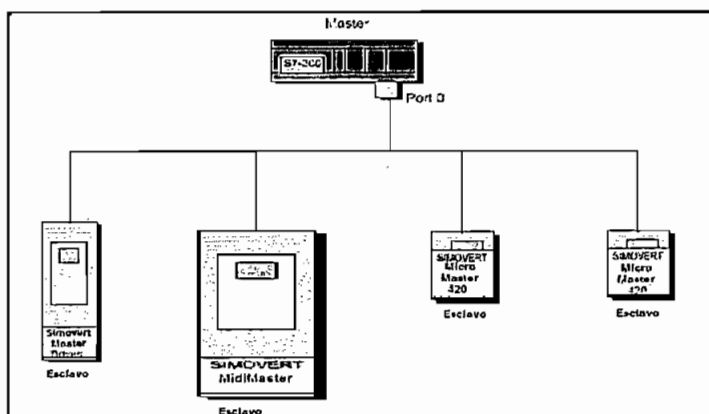 Master
S7-200
Port 0
Simovert
Master
Drives
Esclavo
SIMOVERT
MidiMaster
Esclavo
SIMOVERT
Micro
Master
420
Esclavo
SIMOVERT
Micro
Master
420
Esclavo